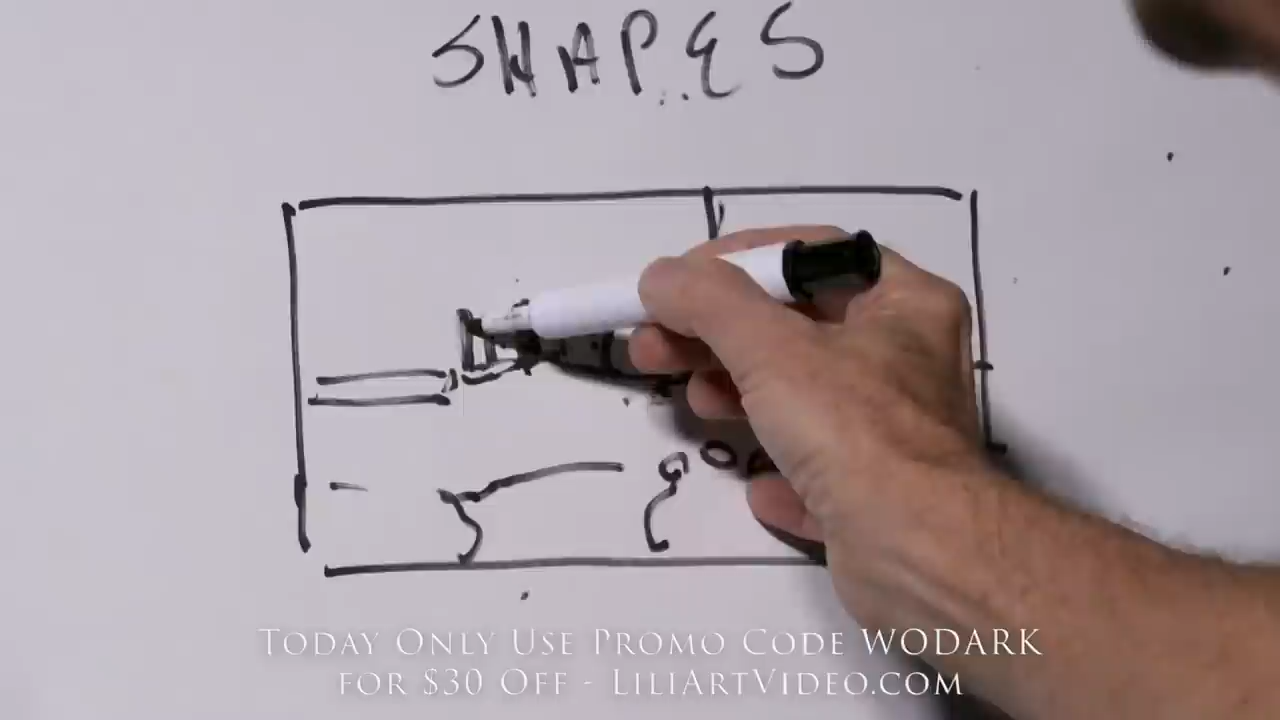 SHAPES
Today Only Use Promo Code WODARK
for $30 Off - LiliArtVideo.com